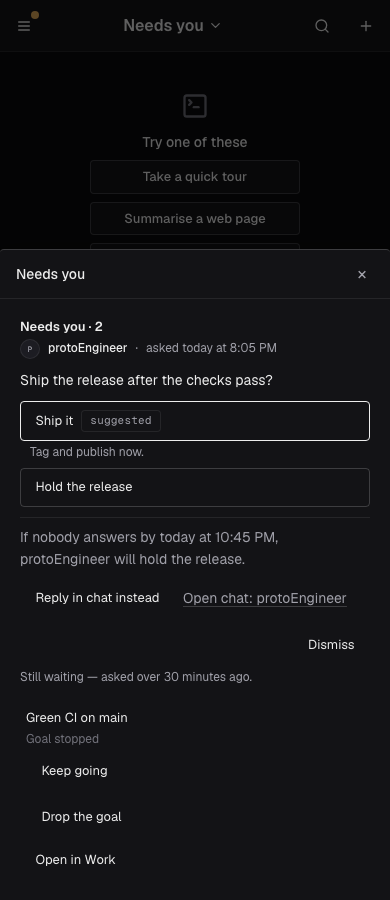 Needs you
Try one of these
Take a quick tour
Summarise a web page
Needs you
Needs you · 2
P protoEngineer · asked today at 8:05 PM
Ship the release after the checks pass?
Ship it suggested
Tag and publish now.
Hold the release
If nobody answers by today at 10:45 PM,
protoEngineer will hold the release.
Reply in chat instead Open chat: protoEngineer
Dismiss
Still waiting — asked over 30 minutes ago.
Green CI on main
Goal stopped
Keep going
Drop the goal
Open in Work